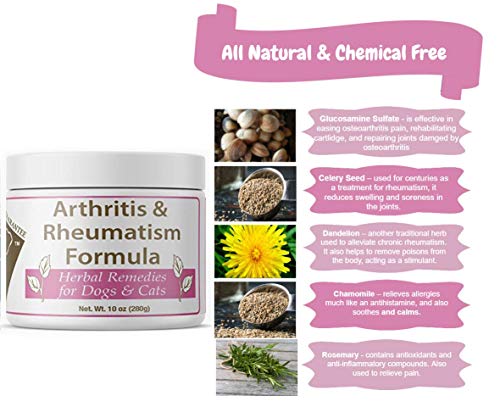 All Natural & Chemical Free
Glucosamine Sulfate - is effective in
easing osteoarthritis pain, rehabilitating
cartlidge, and repairing joints damged by
osteoarthritis
Celery Seed – used for centuries as
a treatment for rheumatism, it
reduces swelling and soreness in
the joints.
Dandelion – another traditional herb
used to alleviate chronic rheumatism.
It also helps to remove poisons from
the body, acting as a stimulant.
Chamomile – relieves allergies
much like an antihistamine, and also
soothes and calms.
Rosemary - contains antioxidants and
anti-inflammatory compounds. Also
used to relieve pain.
Arthritis &
Rheumatism
Formula
Herbal Remedies
for Dogs & Cats
Net. Wt. 10 oz (280g)
TM